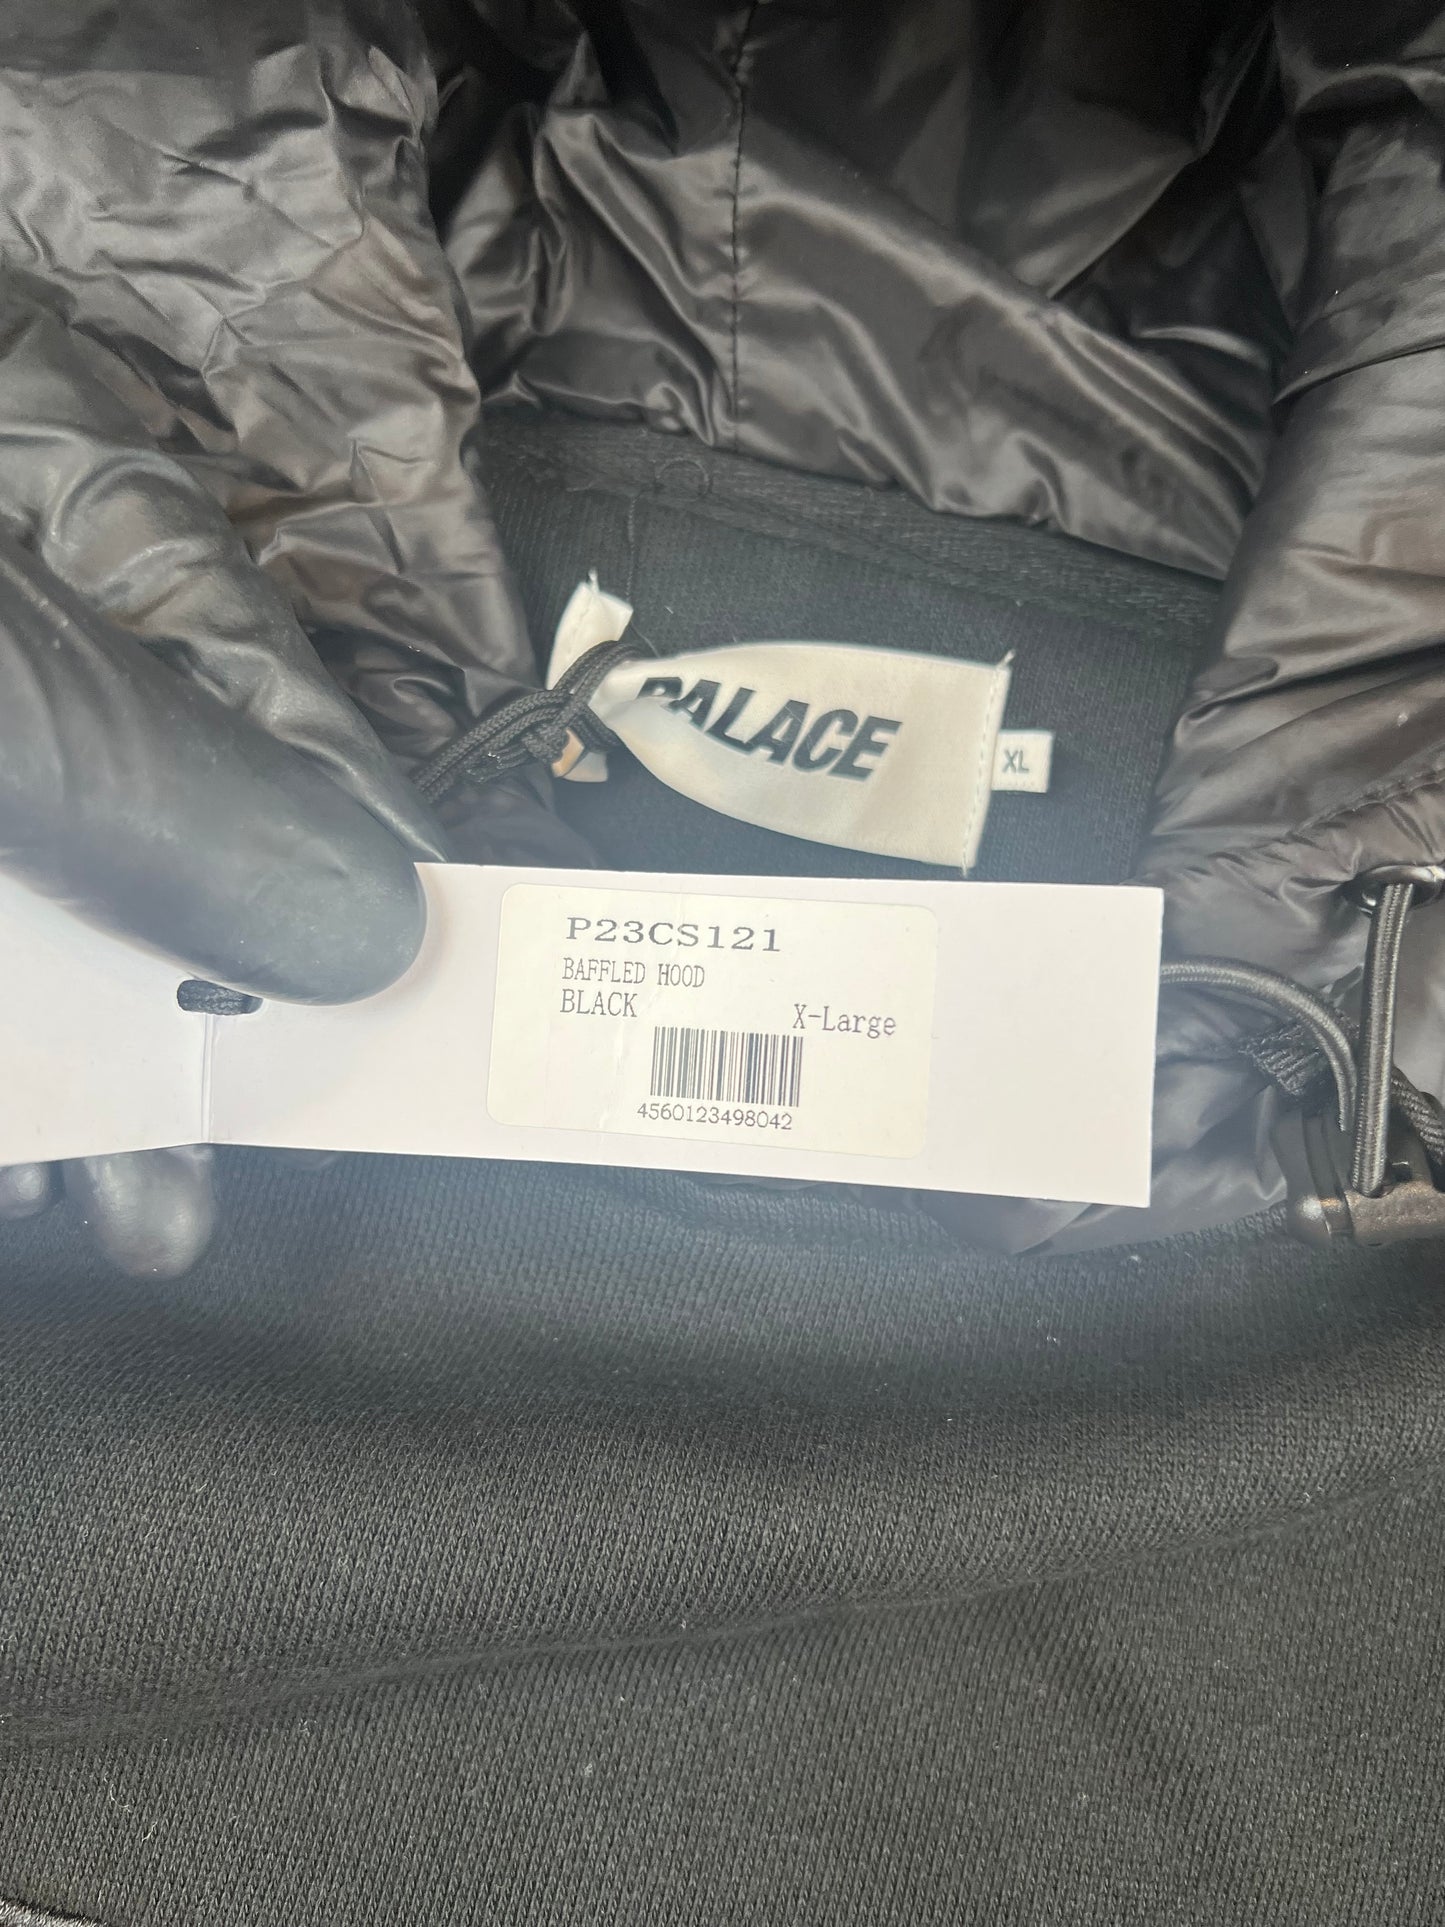 PALACE
XL
P23CS121
BAFFLED HOOD
BLACK
X-Large
4560123498042